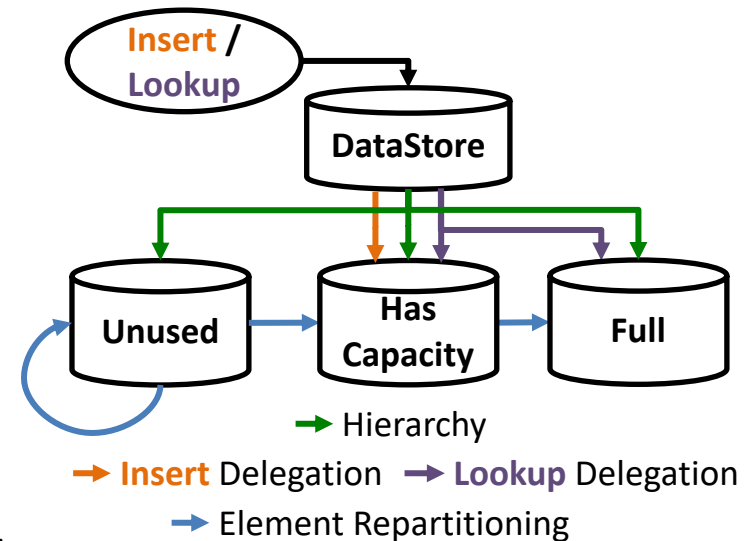 Insert /
Lookup
DataStore
Unused
Has
Capacity
Full
Hierarchy
Insert Delegation Lookup Delegation
Element Repartitioning
.